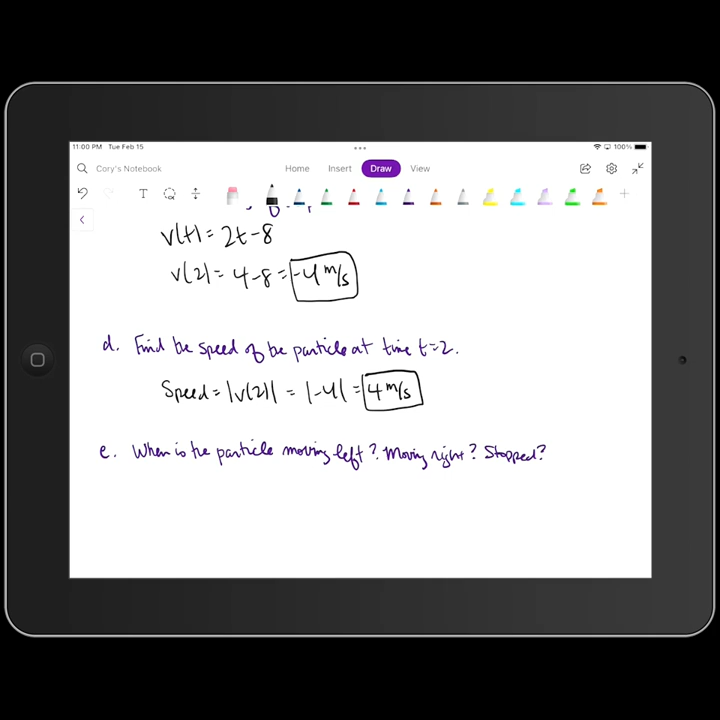 11:00 PM Tue Feb 15
100%
Cory's Notebook
Home Insert Draw View
T
v(t) = 2t-8
v(2) = 4-8 = -4 m/s
d. Find the speed of the particle at time t=2.
Speed = |v(2)| = |-4| = 4 m/s
e. When is the particle moving left? Moving right? Stopped?